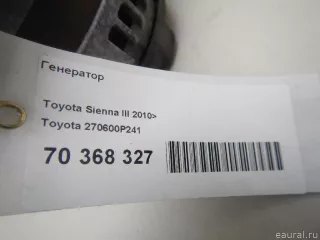 Генератор
Toyota Sienna III 2010>
Toyota 270600P241
70 368 327
eaural.ru